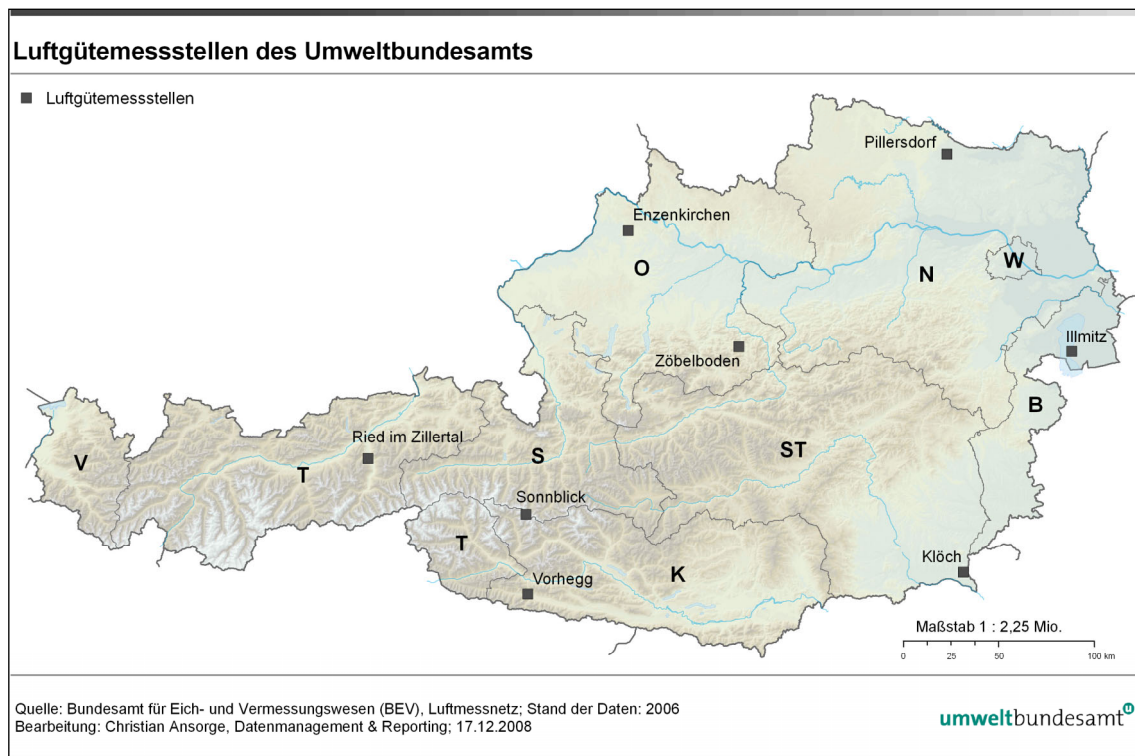 Luftgütemessstellen des Umweltbundesamts
Luftgütemessstellen
Pillersdorf
Enzenkirchen
O
N
W
Zöbelboden
Illmitz
B
V
T
Ried im Zillertal
S
ST
Sonnblick
T
Vorhegg
K
Klöch
Maßstab 1 : 2,25 Mio.
0 25 50 100 km
Quelle: Bundesamt für Eich- und Vermessungswesen (BEV), Luftmessnetz; Stand der Daten: 2006
Bearbeitung: Christian Ansorge, Datenmanagement & Reporting; 17.12.2008
umweltbundesamt u